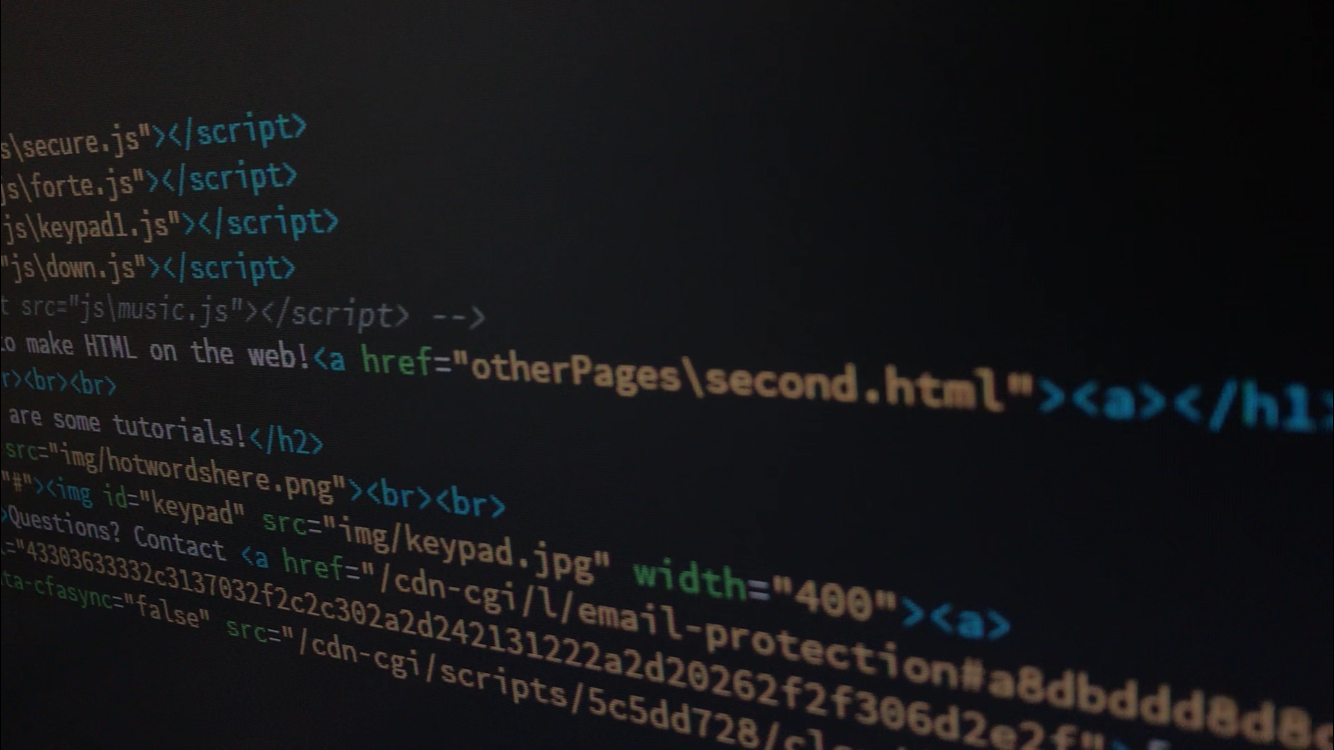 s\secure.js"></script>
js\forte.js"></script>
js\keypad1.js"></script>
"js\down.js"></script>
t src="js\music.js"></script> -->
to make HTML on the web!<a href="otherPages\second.html"><a></h1>
r><br><br>
are some tutorials!</h2>
src="img/hotwordshere.png"><br><br>
"#"><img id="keypad" src="img/keypad.jpg" width="400"><a>
>Questions? Contact <a href="/cdn-cgi/l/email-protection#a8dbddd8d8
="43303633332c3137032f2c2c302a2d242131222a2d20262f2f306d2e2f">
ta-cfasync="false" src="/cdn-cgi/scripts/5c5dd728/